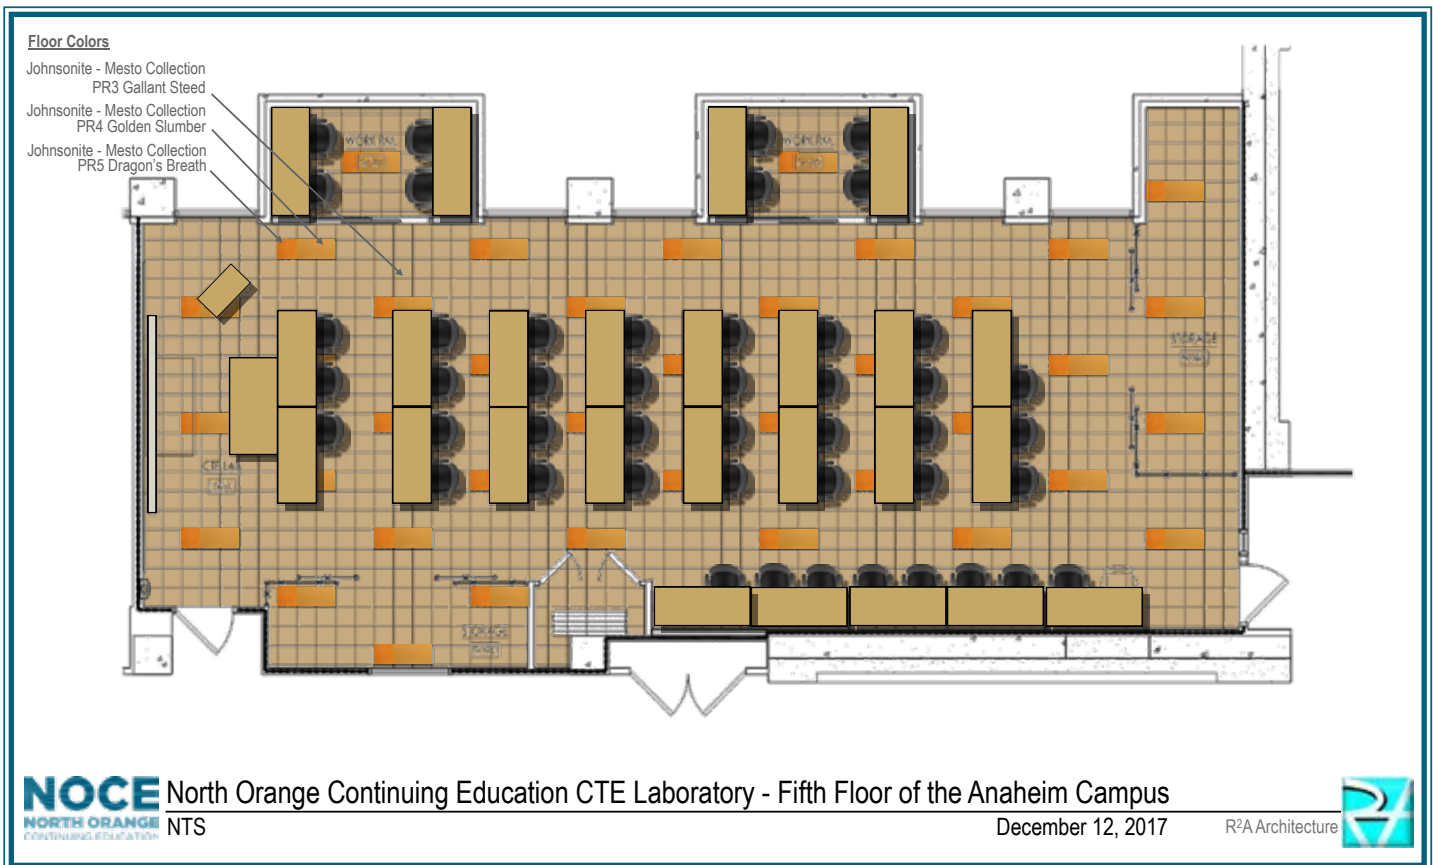 Floor Colors
Johnsonite - Mesto Collection
PR3 Gallant Steed
Johnsonite - Mesto Collection
PR4 Golden Slumber
Johnsonite - Mesto Collection
PR5 Dragon's Breath
WORK RM.
WORK RM.
STORAGE
CTE LAB
STORAGE
NOCE
NORTH ORANGE
CONTINUING EDUCATION
North Orange Continuing Education CTE Laboratory - Fifth Floor of the Anaheim Campus
NTS
December 12, 2017
R²A Architecture